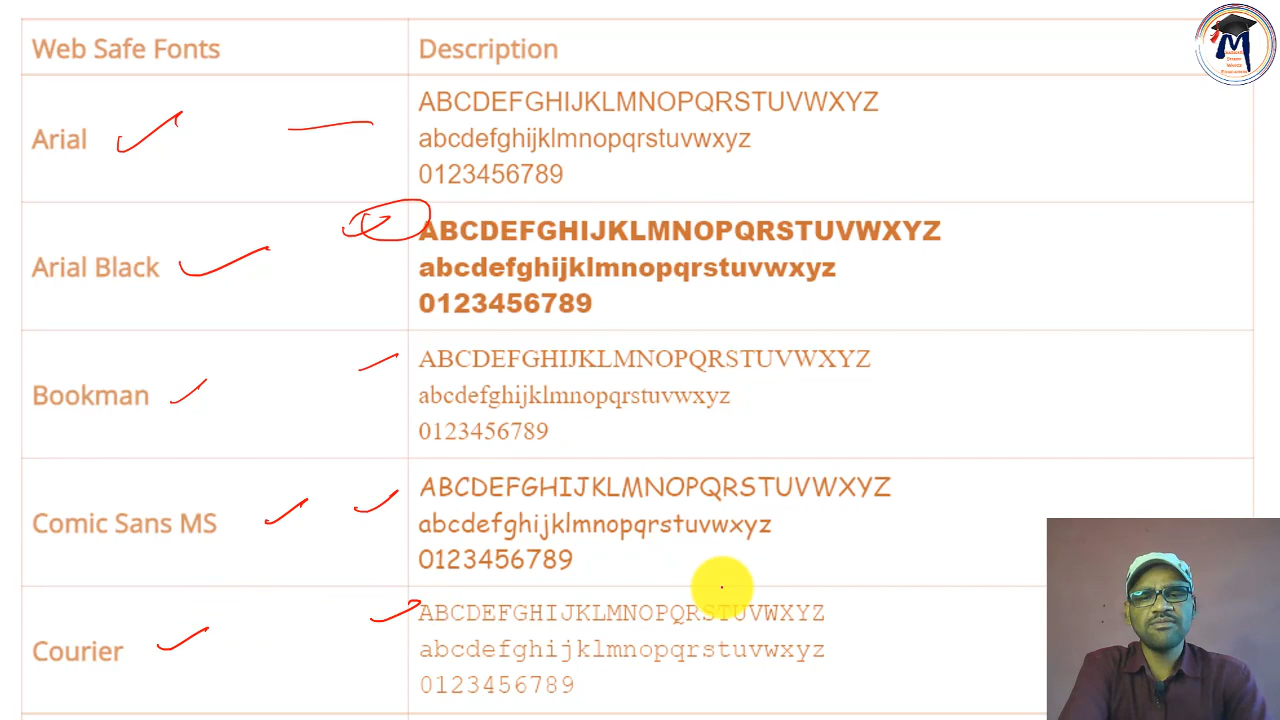 Web Safe Fonts
Description
Arial
ABCDEFGHIJKLMNOPQRSTUVWXYZ
abcdefghijklmnopqrstuvwxyz
0123456789
Arial Black
ABCDEFGHIJKLMNOPQRSTUVWXYZ
abcdefghijklmnopqrstuvwxyz
0123456789
Bookman
ABCDEFGHIJKLMNOPQRSTUVWXYZ
abcdefghijklmnopqrstuvwxyz
0123456789
Comic Sans MS
ABCDEFGHIJKLMNOPQRSTUVWXYZ
abcdefghijklmnopqrstuvwxyz
0123456789
Courier
ABCDEFGHIJKLMNOPQRSTUVWXYZ
abcdefghijklmnopqrstuvwxyz
0123456789
M